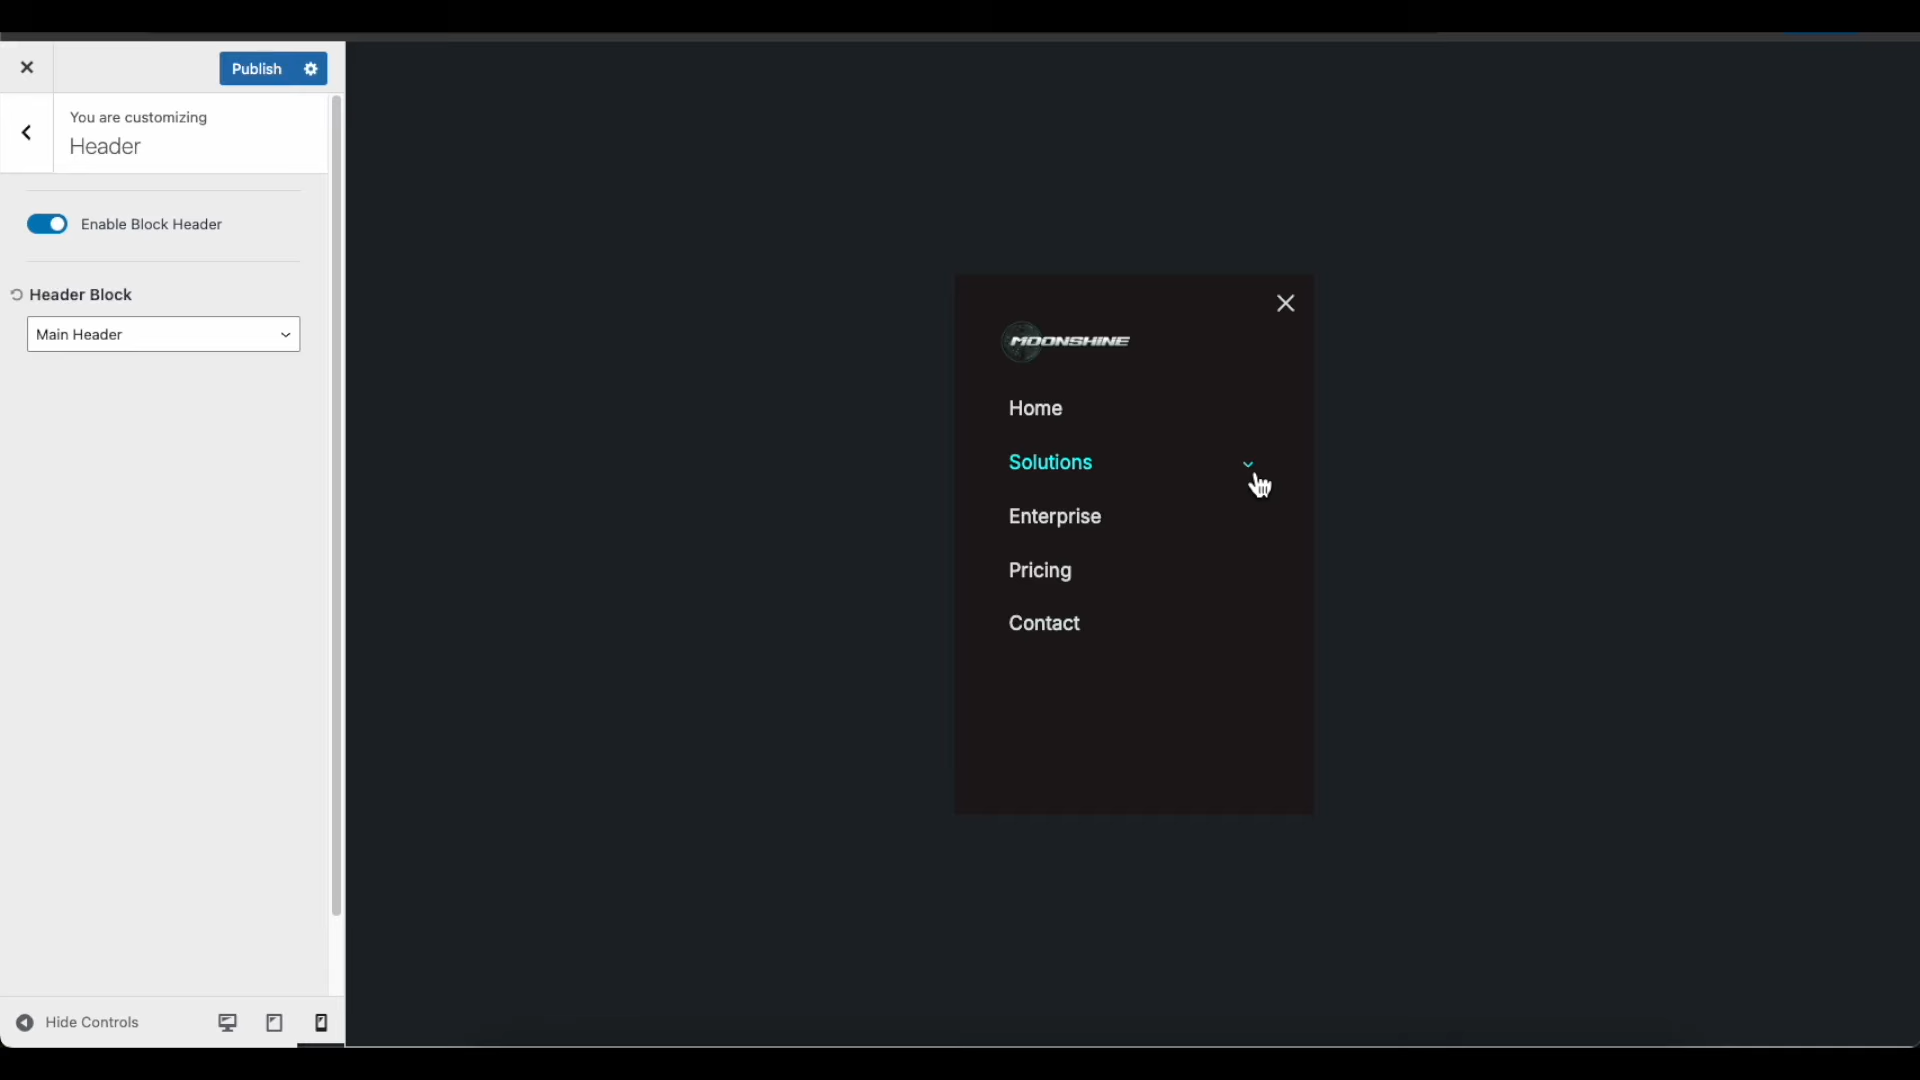 Publish
You are customizing
Header
Enable Block Header
Header Block
Main Header
Hide Controls
MOONSHINE
Home
Solutions
Enterprise
Pricing
Contact